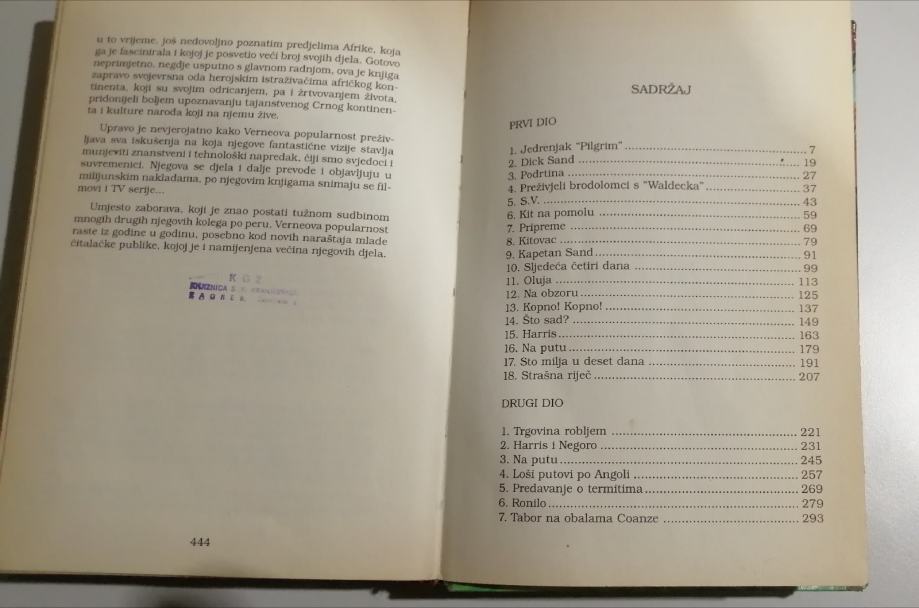 u to vrijeme, još nedovoljno poznatim predjelima Afrike, koja
ga je fascinirala i kojoj je posvetio veći broj svojih djela. Gotovo
neprimjetno, negdje usputno s glavnom radnjom, ova je knjiga
zapravo svojevrsna oda herojskim istraživačima afričkog kon-
tinenta, koji su svojim odricanjem, pa i žrtvovanjem života,
pridonijeli boljem upoznavanju tajanstvenog Crnog kontinen-
ta i kulture naroda koji na njemu žive.
Upravo je nevjerojatno kako Verneova popularnost preživ-
ljava sva iskušenja na koja njegove fantastične vizije stavlja
munjeviti znanstveni i tehnološki napredak, čiji smo svjedoci i
suvremenici. Njegova se djela i dalje prevode i objavljuju u
milijunskim nakladama, po njegovim knjigama snimaju se fil-
movi i TV serije...
Umjesto zaborava, koji je znao postati tužnom sudbinom
mnogih drugih njegovih kolega po peru, Verneova popularnost
raste iz godine u godinu, posebno kod novih naraštaja mlade
čitalačke publike, kojoj je i namijenjena većina njegovih djela.
KGZ
KNJIŽNICA
ZAGREB
444
SADRŽAJ
PRVI DIO
1. Jedrenjak "Pilgrim" 7
2. Dick Sand 19
3. Podrtina 27
4. Preživjeli brodolomci s "Waldecka" 37
5. S.V. 43
6. Kit na pomolu 59
7. Pripreme 69
8. Kitovac 79
9. Kapetan Sand 91
10. Sljedeća četiri dana 99
11. Oluja 113
12. Na obzoru 125
13. Kopno! Kopno! 137
14. Što sad? 149
15. Harris 163
16. Na putu 179
17. Sto milja u deset dana 191
18. Strašna riječ 207
DRUGI DIO
1. Trgovina robljem 221
2. Harris i Negoro 231
3. Na putu 245
4. Loši putovi po Angoli 257
5. Predavanje o termitima 269
6. Ronilo 279
7. Tabor na obalama Coanze 293